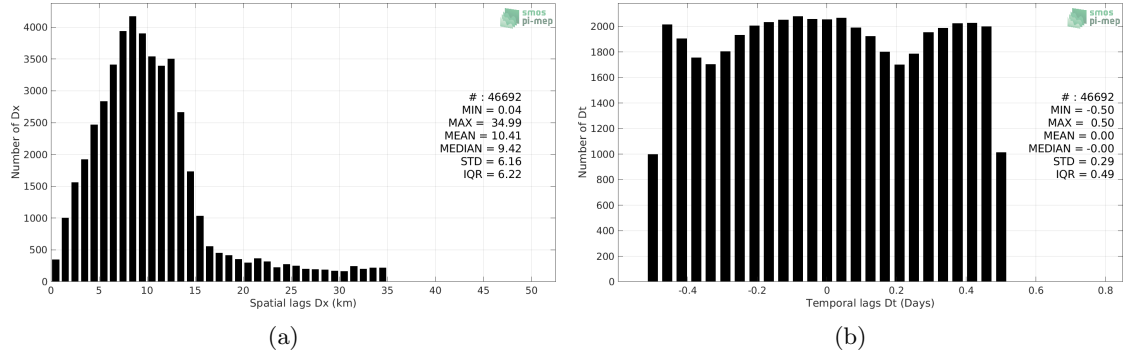 smos
pi-mep
4000
3500
3000
2500
2000
1500
1000
500
0
Number of Dx
# : 46692
MIN = 0.04
MAX = 34.99
MEAN = 10.41
MEDIAN = 9.42
STD = 6.16
IQR = 6.22
0 5 10 15 20 25 30 35 40 45 50
Spatial lags Dx (km)
(a)
smos
pi-mep
2000
1800
1600
1400
1200
1000
800
600
400
200
0
Number of Dt
# : 46692
MIN = -0.50
MAX = 0.50
MEAN = 0.00
MEDIAN = -0.00
STD = 0.29
IQR = 0.49
-0.4 -0.2 0 0.2 0.4 0.6 0.8
Temporal lags Dt (Days)
(b)